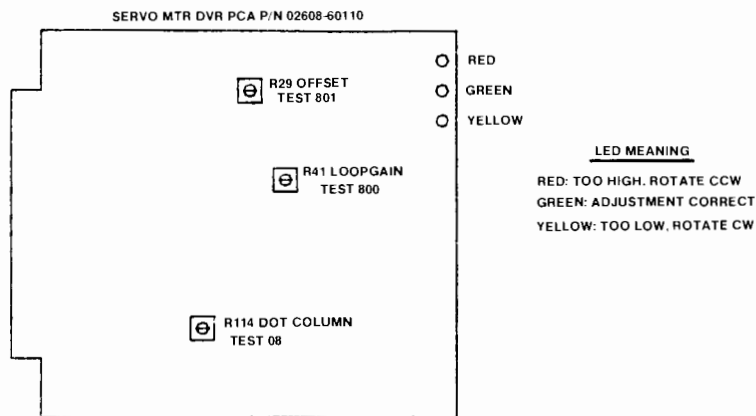 SERVO MTR DVR PCA P/N 02608-60110
RED
R29 OFFSET
TEST 801
GREEN
YELLOW
LED MEANING
R41 LOOPGAIN
TEST 800
RED: TOO HIGH. ROTATE CCW
GREEN: ADJUSTMENT CORRECT
YELLOW: TOO LOW, ROTATE CW
R114 DOT COLUMN
TEST 08